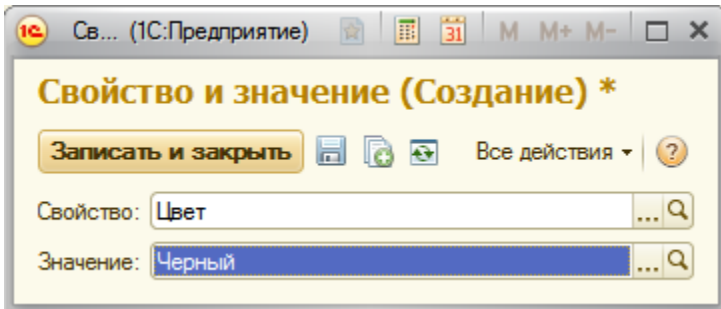 1С Св... (1С:Предприятие) 31 M M+ M-
Свойство и значение (Создание) *
Записать и закрыть Все действия ?
Свойство: Цвет ...
Значение: Черный ...